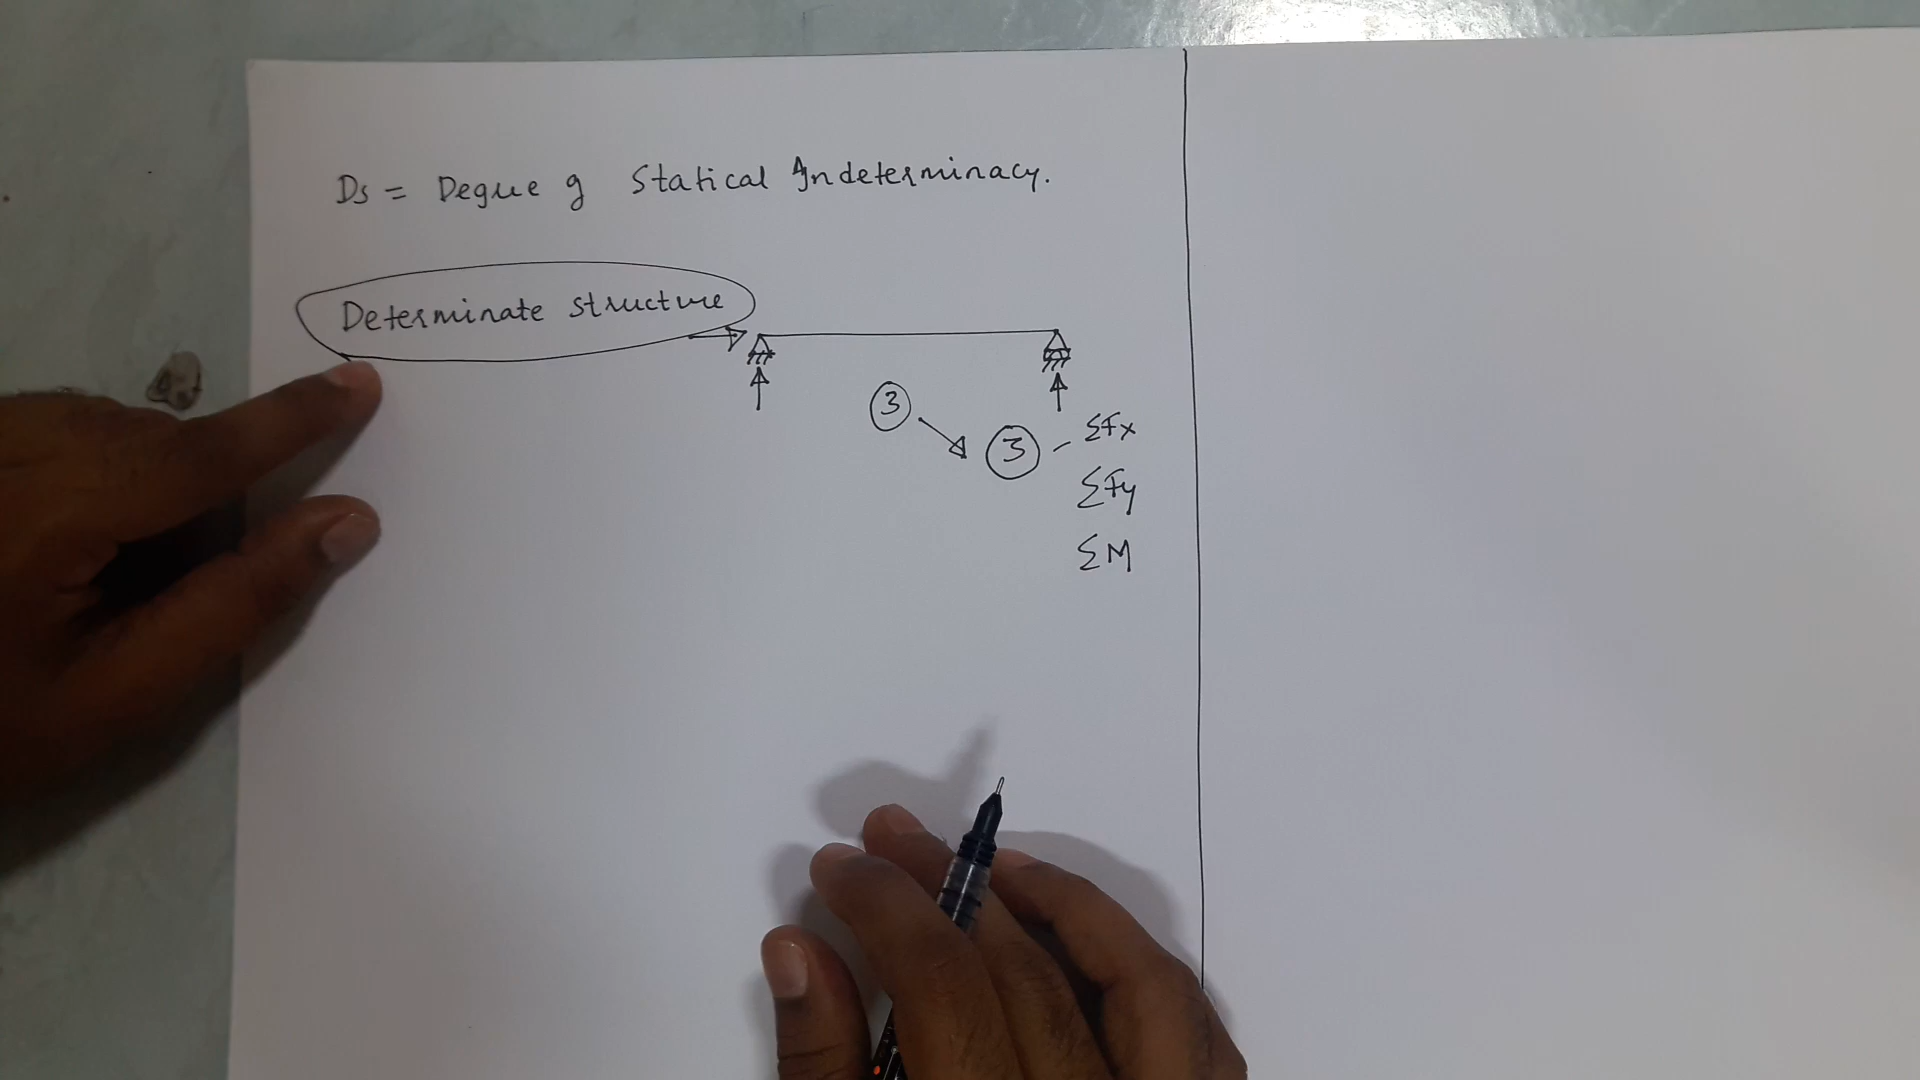 Ds = Degree of Statical Indeterminacy.
Determinate structure
3
3 - ΣFx
ΣFy
ΣM